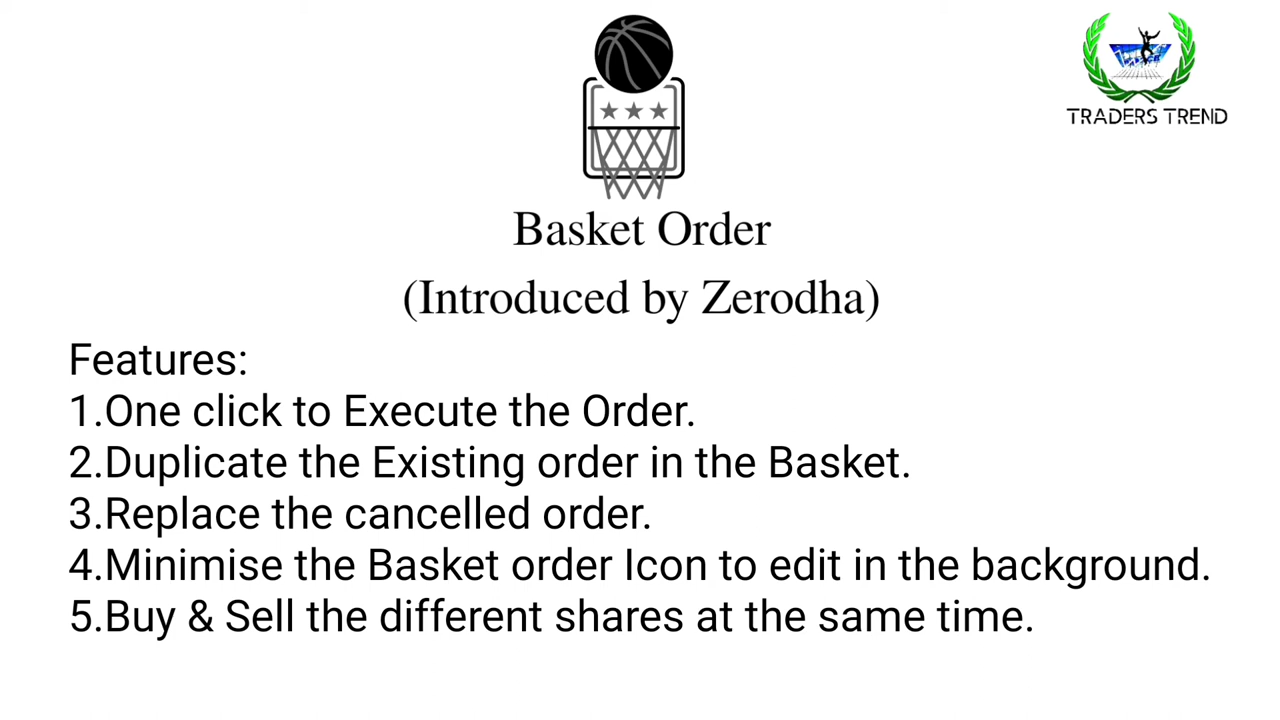 TRADERS TREND
Basket Order
(Introduced by Zerodha)
Features:
1.One click to Execute the Order.
2.Duplicate the Existing order in the Basket.
3.Replace the cancelled order.
4.Minimise the Basket order Icon to edit in the background.
5.Buy & Sell the different shares at the same time.